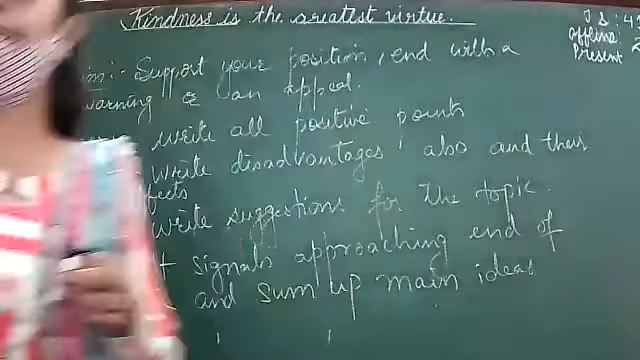 Kindness is the greatest virtue.
T S: 4
Offline:
Present 2
Support your position, end with a
warning & an appeal.
write all positive points
write disadvantages also and their
write suggestions for the topic.
signals approaching end of
and sum up main ideas